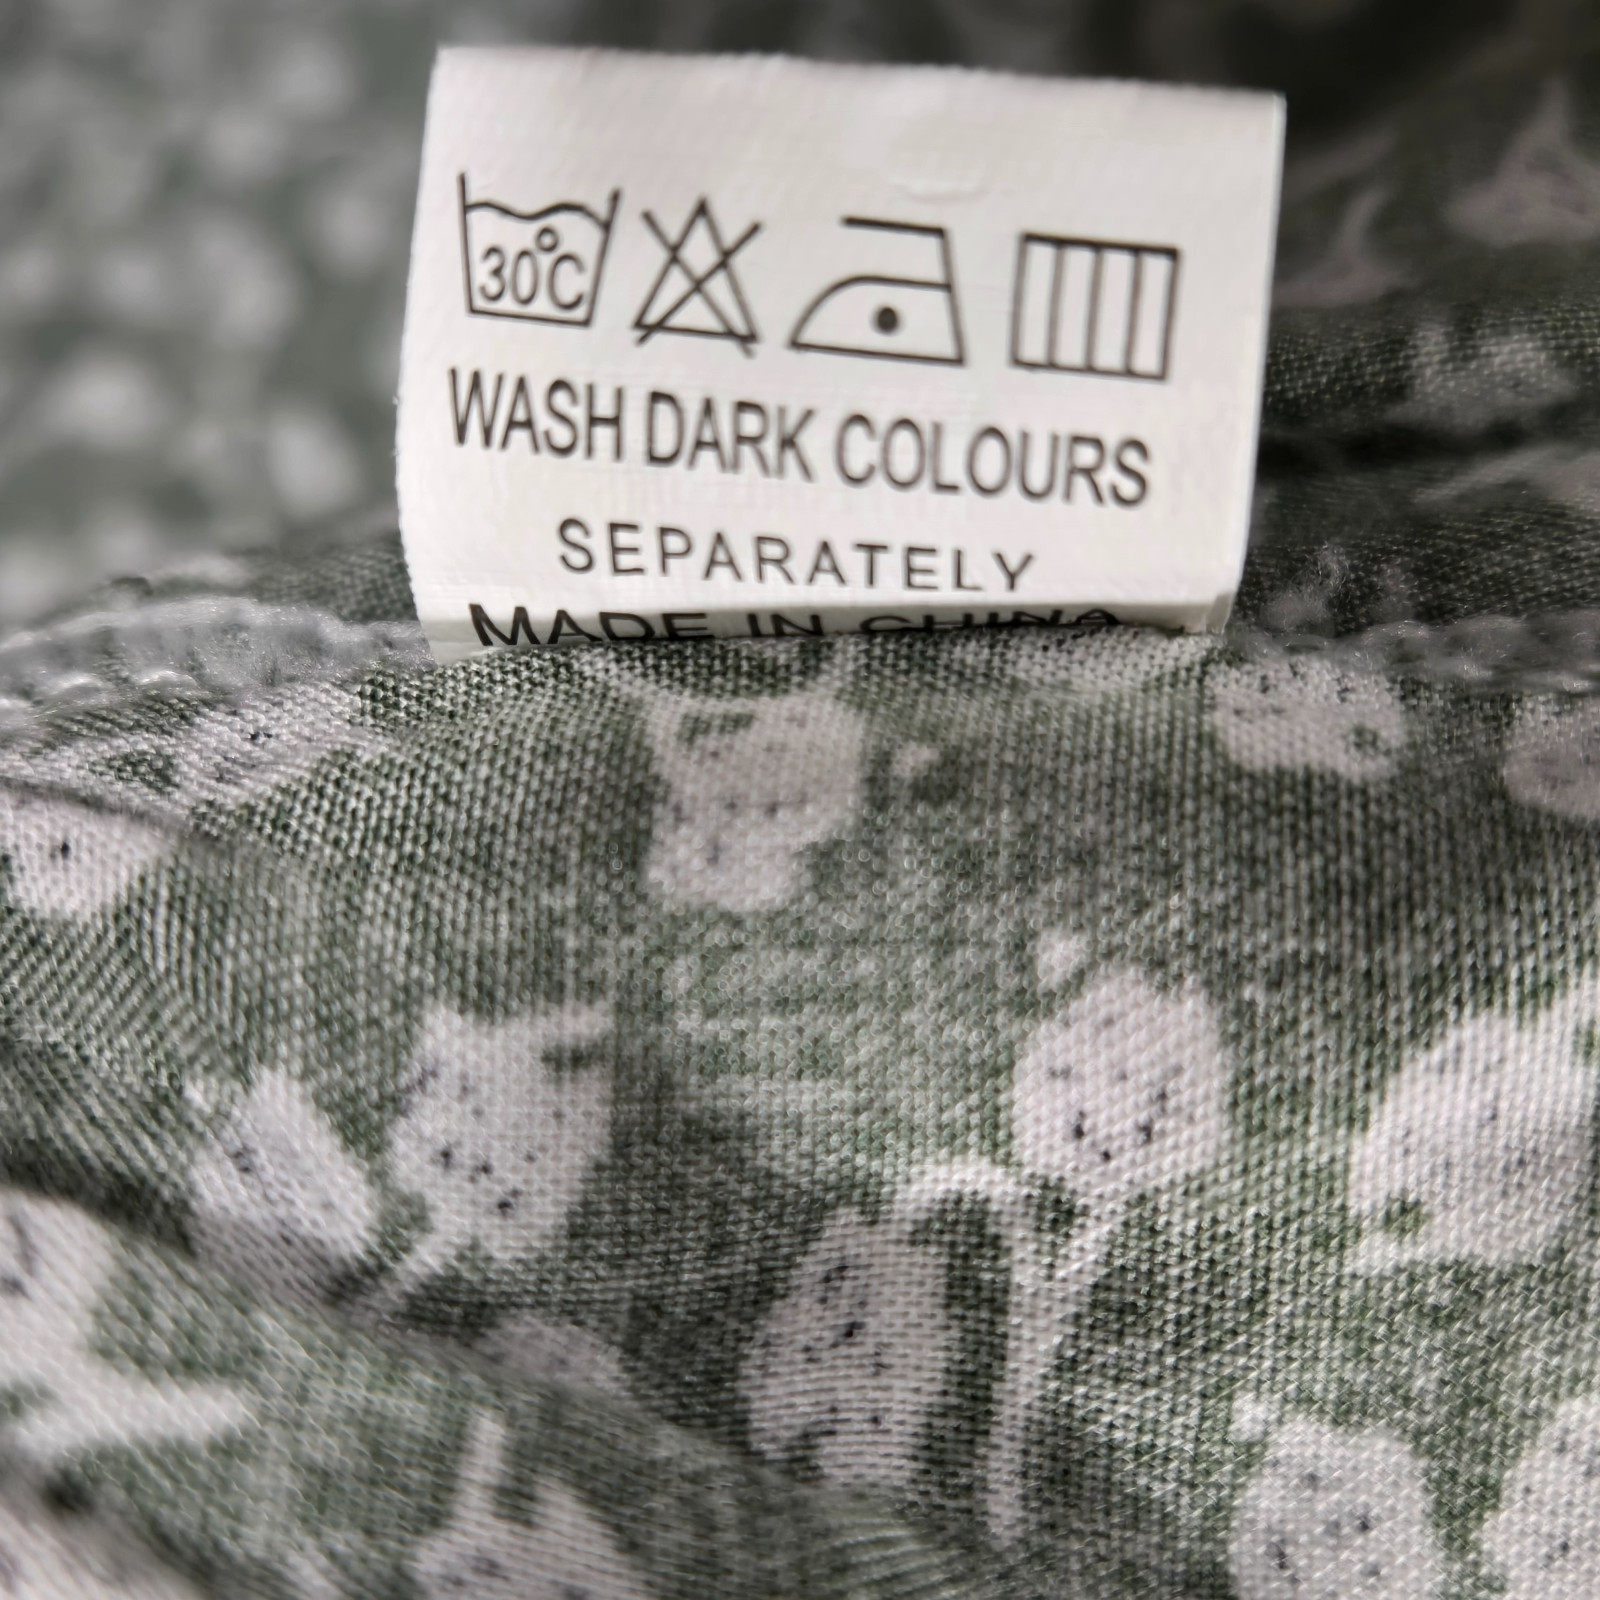 30°C
WASH DARK COLOURS
SEPARATELY
MADE IN CHINA